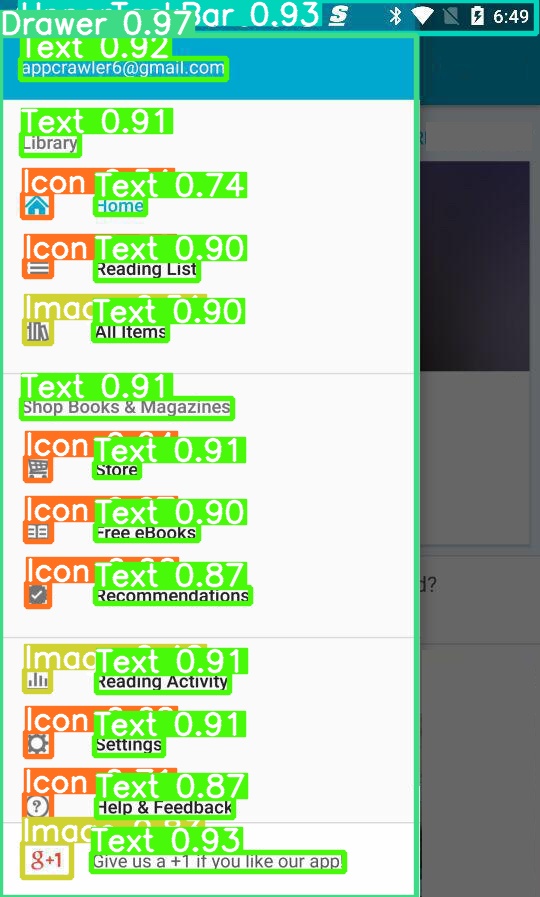 UpperTaskBar 0.93 6:49
Drawer 0.97
Text 0.92
appcrawler6@gmail.com
Text 0.91
Library
Icon Text 0.74
Home
Icon Text 0.90
Reading List
Text 0.90
All Items
Text 0.91
Shop Books & Magazines
Icon Text 0.91
Store
Icon Text 0.90
Free eBooks
Icon Text 0.87
Recommendations
d?
Text 0.91
Reading Activity
Icon Text 0.91
Settings
Icon Text 0.87
Help & Feedback
Image 0.83
Text 0.93
g+1 Give us a +1 if you like our app.